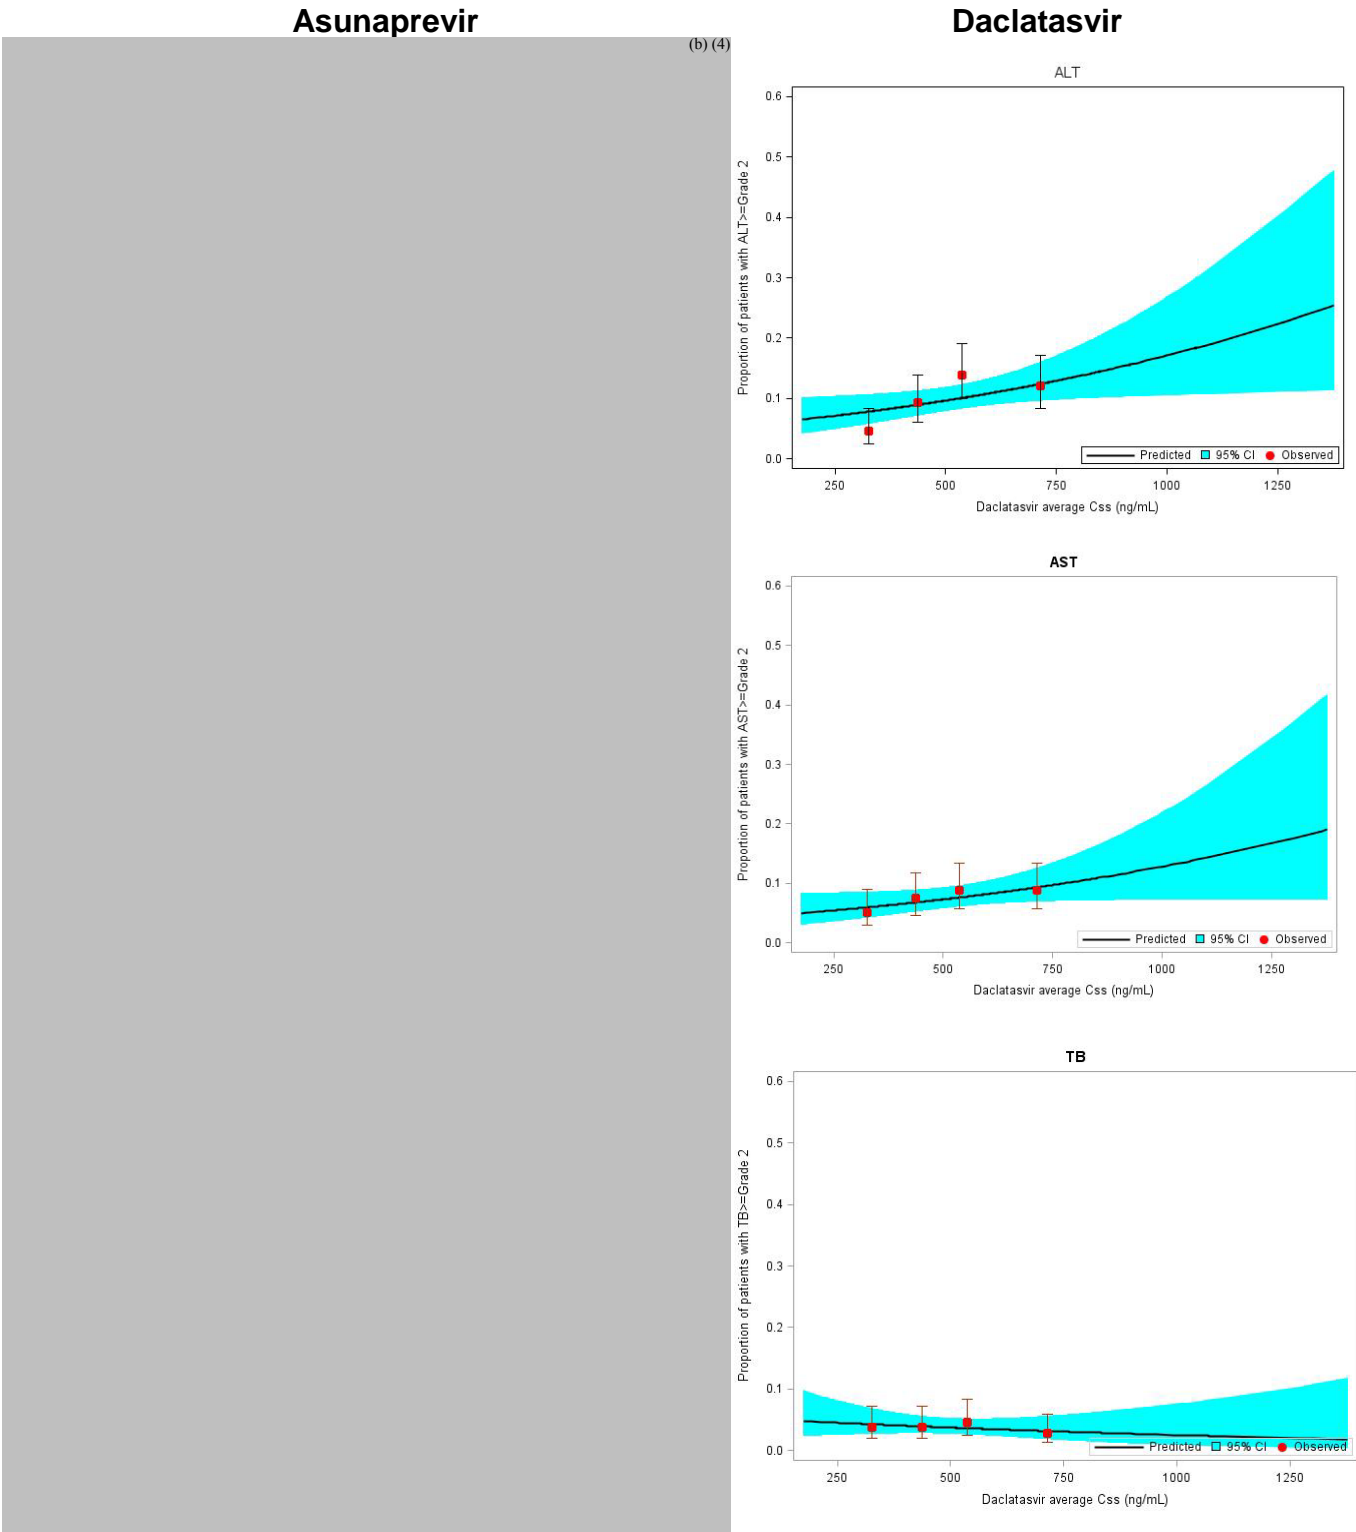 Asunaprevir
Daclatasvir
(b) (4)
ALT
Proportion of patients with ALT>=Grade 2
0.6
0.5
0.4
0.3
0.2
0.1
0.0
Predicted 95% CI Observed
250 500 750 1000 1250
Daclatasvir average Css (ng/mL)
AST
Proportion of patients with AST>=Grade 2
0.6
0.5
0.4
0.3
0.2
0.1
0.0
Predicted 95% CI Observed
250 500 750 1000 1250
Daclatasvir average Css (ng/mL)
TB
Proportion of patients with TB>=Grade 2
0.6
0.5
0.4
0.3
0.2
0.1
0.0
Predicted 95% CI Observed
250 500 750 1000 1250
Daclatasvir average Css (ng/mL)